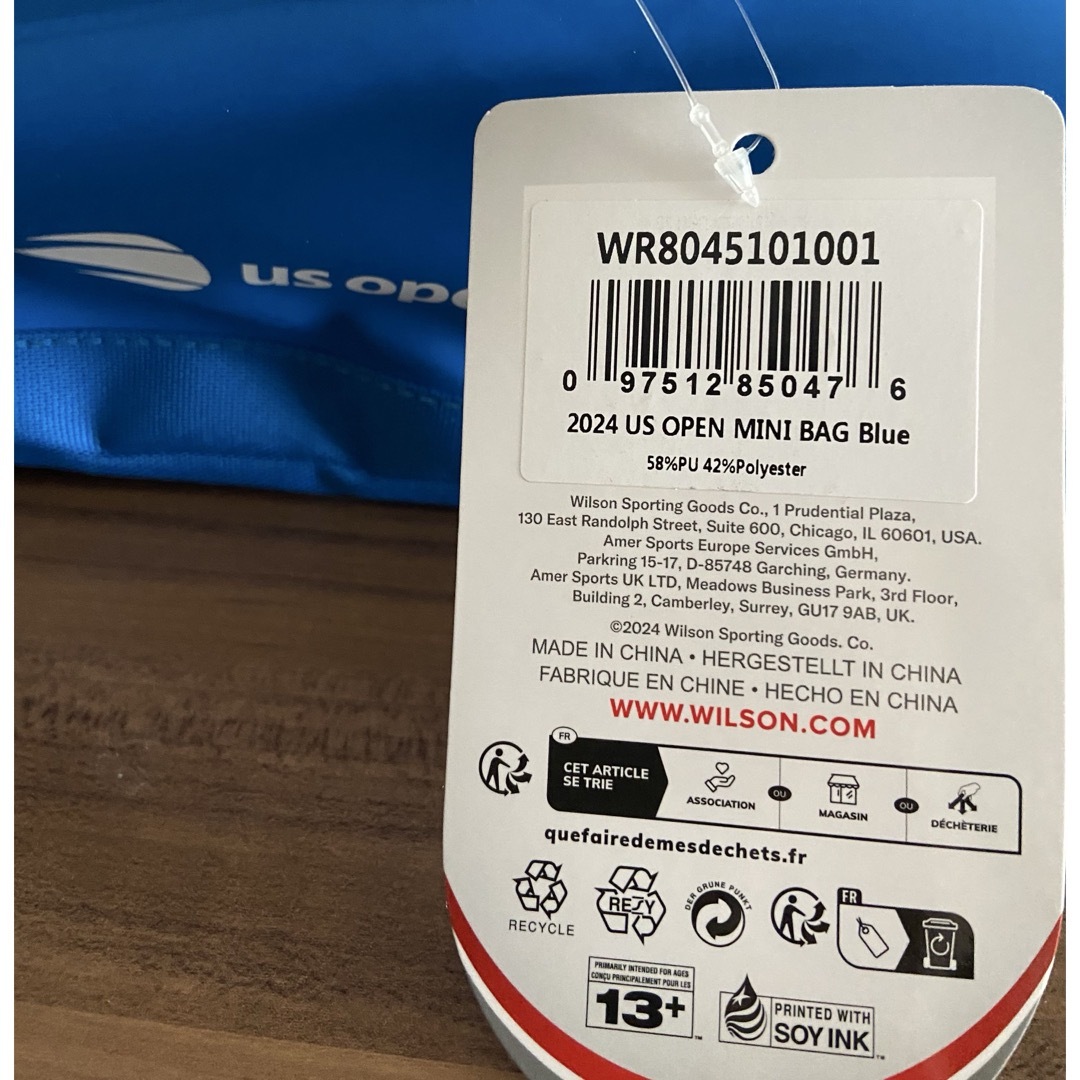 us ope
WR8045101001
0 97512 85047 6
2024 US OPEN MINI BAG Blue
58%PU 42%Polyester
Wilson Sporting Goods Co., 1 Prudential Plaza,
130 East Randolph Street, Suite 600, Chicago, IL 60601, USA.
Amer Sports Europe Services GmbH,
Parkring 15-17, D-85748 Garching, Germany.
Amer Sports UK LTD, Meadows Business Park, 3rd Floor,
Building 2, Camberley, Surrey, GU17 9AB, UK.
©2024 Wilson Sporting Goods. Co.
MADE IN CHINA • HERGESTELLT IN CHINA
FABRIQUE EN CHINE • HECHO EN CHINA
WWW.WILSON.COM
FR
CET ARTICLE
SE TRIE
ASSOCIATION
OU
MAGASIN
OU
DÉCHÈTERIE
quefairedemesdechets.fr
RECYCLE
RESY
DER GRÜNE PUNKT
FR
PRIMARILY INTENDED FOR AGES
CONÇU PRINCIPALEMENT POUR LES
13+™
PRINTED WITH
SOY INK™